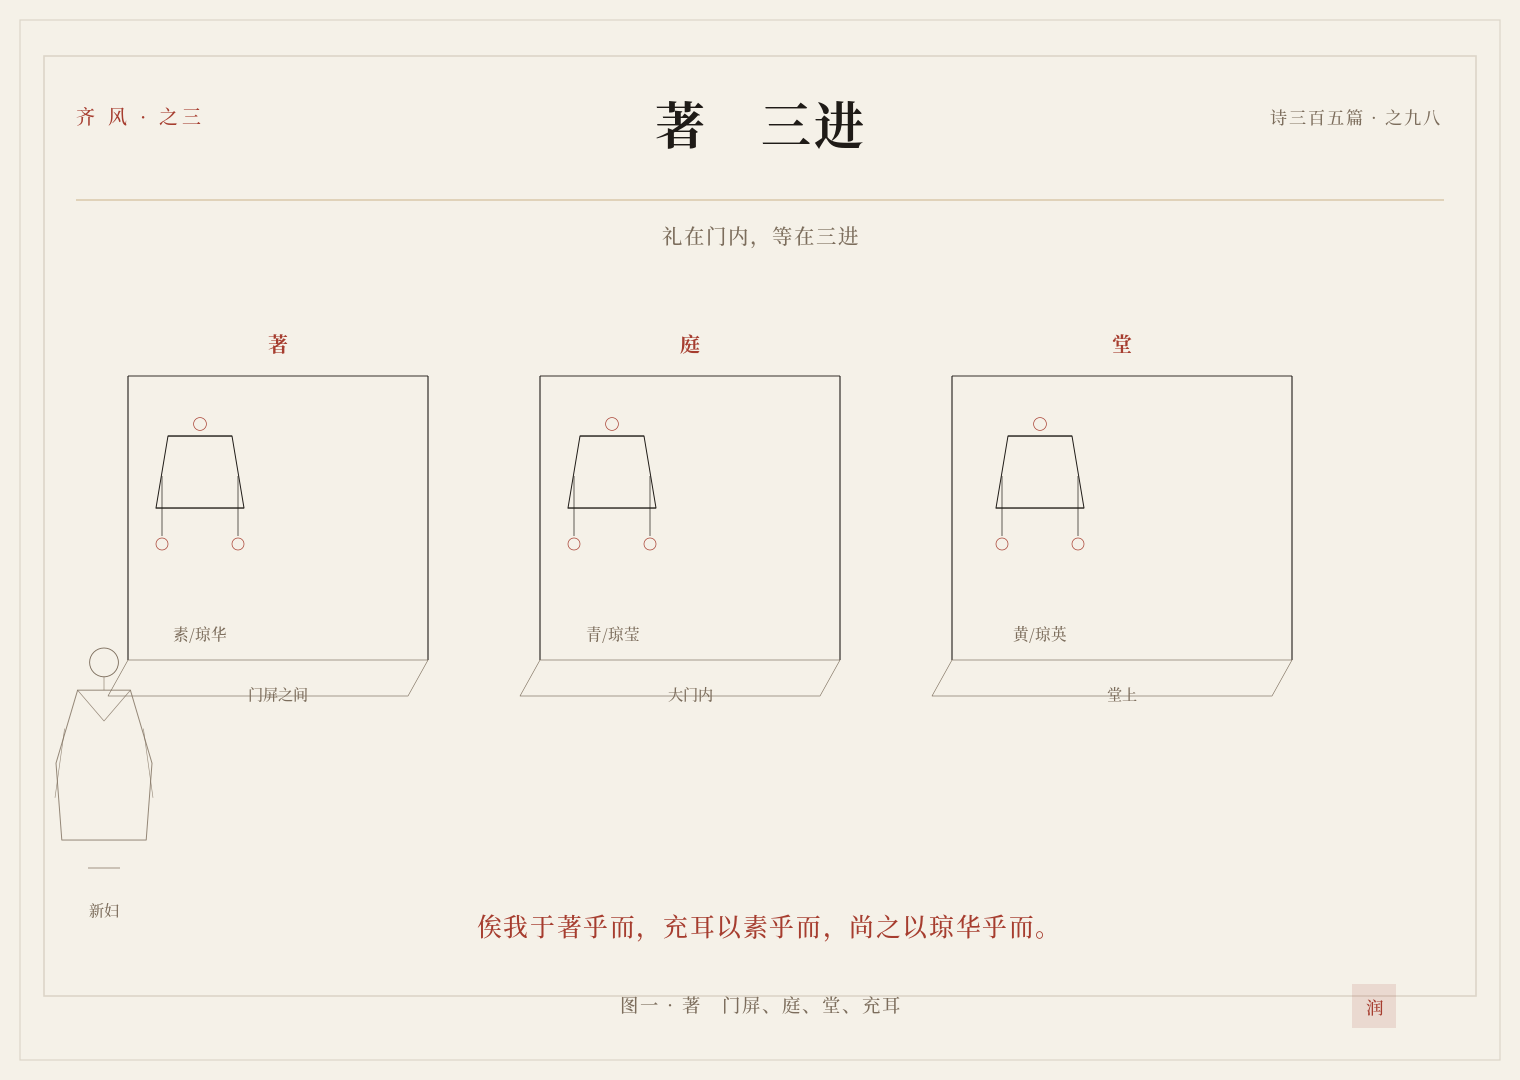 齐 风 · 之三
著　三进
诗三百五篇 · 之九八
礼在门内，等在三进
著
庭
堂
素/琼华
青/琼莹
黄/琼英
门屏之间
大门内
堂上
新妇
俟我于著乎而，充耳以素乎而，尚之以琼华乎而。
图一 · 著　门屏、庭、堂、充耳
润